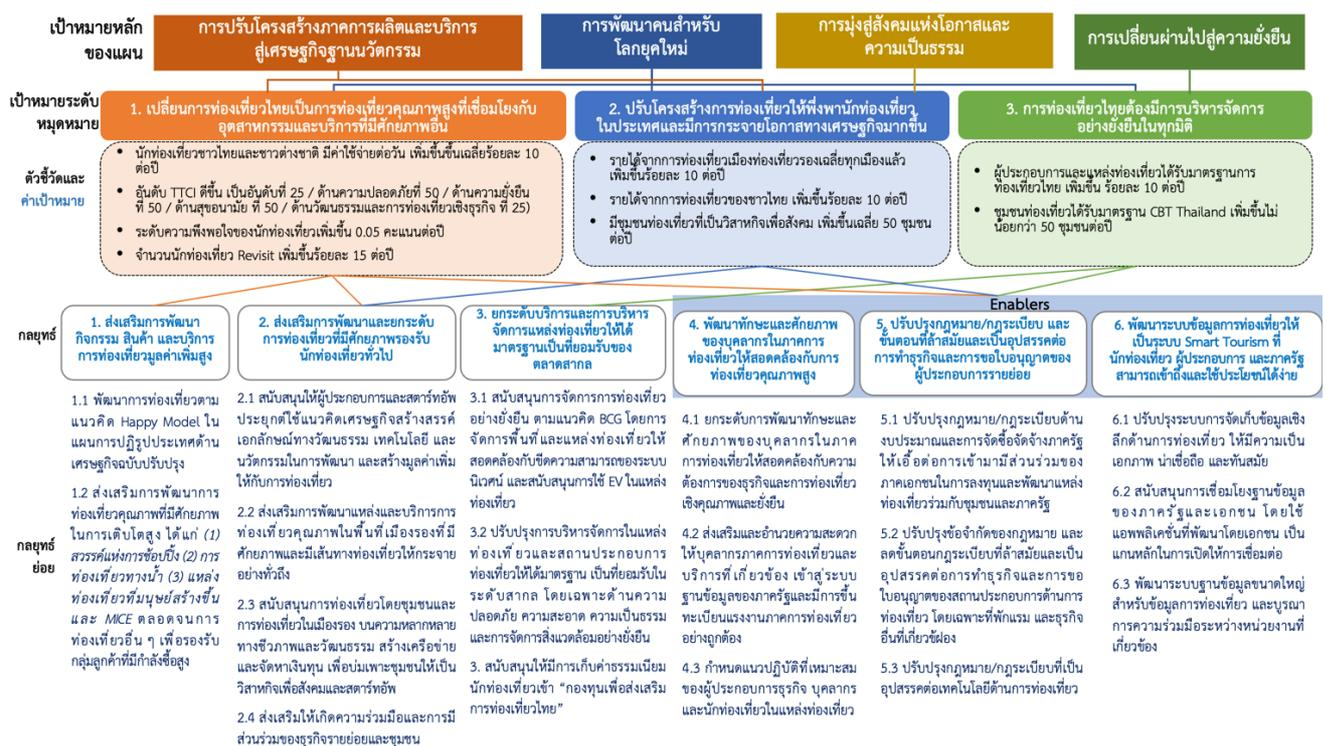 เป้าหมายหลัก
ของแผน
การปรับโครงสร้างภาคการผลิตและบริการ
สู่เศรษฐกิจฐานนวัตกรรม
การพัฒนาคนสำหรับ
โลกยุคใหม่
การมุ่งสู่สังคมแห่งโอกาสและ
ความเป็นธรรม
การเปลี่ยนผ่านไปสู่ความยั่งยืน
เป้าหมายระดับ
หมุดหมาย
1. เปลี่ยนการท่องเที่ยวไทยเป็นการท่องเที่ยวคุณภาพสูงที่เชื่อมโยงกับ
อุตสาหกรรมและบริการที่มีศักยภาพอื่น
2. ปรับโครงสร้างการท่องเที่ยวให้พึ่งพานักท่องเที่ยว
ในประเทศและมีการกระจายโอกาสทางเศรษฐกิจมากขึ้น
3. การท่องเที่ยวไทยต้องมีการบริหารจัดการ
อย่างยั่งยืนในทุกมิติ
ตัวชี้วัดและ
ค่าเป้าหมาย
• นักท่องเที่ยวชาวไทยและชาวต่างชาติ มีค่าใช้จ่ายต่อวัน เพิ่มขึ้นขึ้นเฉลี่ยร้อยละ 10
ต่อปี
• อันดับ TTCI ดีขึ้น เป็นอันดับที่ 25 / ด้านความปลอดภัยที่ 50 / ด้านความยั่งยืน
ที่ 50 / ด้านสุขอนามัย ที่ 50 / ด้านวัฒนธรรมและการท่องเที่ยวเชิงธุรกิจ ที่ 25)
• ระดับความพึงพอใจของนักท่องเที่ยวเพิ่มขึ้น 0.05 คะแนนต่อปี
• จำนวนนักท่องเที่ยว Revisit เพิ่มขึ้นร้อยละ 15 ต่อปี
• รายได้จากการท่องเที่ยวเมืองท่องเที่ยวรองเฉลี่ยทุกเมืองแล้ว
เพิ่มขึ้นร้อยละ 10 ต่อปี
• รายได้จากการท่องเที่ยวของชาวไทย เพิ่มขึ้นร้อยละ 10 ต่อปี
• มีชุมชนท่องเที่ยวที่เป็นวิสาหกิจเพื่อสังคม เพิ่มขึ้นเฉลี่ย 50 ชุมชน
ต่อปี
• ผู้ประกอบการและแหล่งท่องเที่ยวได้รับมาตรฐานการ
ท่องเที่ยวไทย เพิ่มขึ้น ร้อยละ 10 ต่อปี
• ชุมชนท่องเที่ยวได้รับมาตรฐาน CBT Thailand เพิ่มขึ้นไม่
น้อยกว่า 50 ชุมชนต่อปี
Enablers
กลยุทธ์
1. ส่งเสริมการพัฒนา
กิจกรรม สินค้า และบริการ
การท่องเที่ยวมูลค่าเพิ่มสูง
2. ส่งเสริมการพัฒนาและยกระดับ
การท่องเที่ยวที่มีศักยภาพรองรับ
นักท่องเที่ยวทั่วไป
3. ยกระดับบริการและการบริหาร
จัดการแหล่งท่องเที่ยวให้ได้
มาตรฐานเป็นที่ยอมรับของ
ตลาดสากล
4. พัฒนาทักษะและศักยภาพ
ของบุคลากรในภาคการ
ท่องเที่ยวให้สอดคล้องกับการ
ท่องเที่ยวคุณภาพสูง
5. ปรับปรุงกฎหมาย/กฎระเบียบ และ
ขั้นตอนที่ล้าสมัยและเป็นอุปสรรคต่อ
การทำธุรกิจและการขอใบอนุญาตของ
ผู้ประกอบการรายย่อย
6. พัฒนาระบบข้อมูลการท่องเที่ยวให้
เป็นระบบ Smart Tourism ที่
นักท่องเที่ยว ผู้ประกอบการ และภาครัฐ
สามารถเข้าถึงและใช้ประโยชน์ได้ง่าย
กลยุทธ์
ย่อย
1.1 พัฒนาการท่องเที่ยวตาม
แนวคิด Happy Model ใน
แผนการปฏิรูปประเทศด้าน
เศรษฐกิจฉบับปรับปรุง
1.2 ส่งเสริมการพัฒนาการ
ท่องเที่ยวคุณภาพที่มีศักยภาพ
ในการเติบโตสูง ได้แก่ (1)
สวรรค์แห่งการช้อปปิ้ง (2) การ
ท่องเที่ยวทางน้ำ (3) แหล่ง
ท่องเที่ยวที่มนุษย์สร้างขึ้น
และ MICE ตลอดจนการ
ท่องเที่ยวอื่น ๆ เพื่อรองรับ
กลุ่มลูกค้าที่มีกำลังซื้อสูง
2.1 สนับสนุนให้ผู้ประกอบการและสตาร์ทอัพ
ประยุกต์ใช้แนวคิดเศรษฐกิจสร้างสรรค์
เอกลักษณ์ทางวัฒนธรรม เทคโนโลยี และ
นวัตกรรมในการพัฒนา และสร้างมูลค่าเพิ่ม
ให้กับการท่องเที่ยว
2.2 ส่งเสริมการพัฒนาแหล่งและบริการการ
ท่องเที่ยวคุณภาพในพื้นที่เมืองรองที่มี
ศักยภาพและมีเส้นทางท่องเที่ยวให้กระจาย
อย่างทั่วถึง
2.3 สนับสนุนการท่องเที่ยวโดยชุมชนและ
การท่องเที่ยวในเมืองรอง บนความหลากหลาย
ทางชีวภาพและวัฒนธรรม สร้างเครือข่าย
และจัดหาเงินทุน เพื่อบ่มเพาะชุมชนให้เป็น
วิสาหกิจเพื่อสังคมและสตาร์ทอัพ
2.4 ส่งเสริมให้เกิดความร่วมมือและการมี
ส่วนร่วมของธุรกิจรายย่อยและชุมชน
3.1 สนับสนุนการจัดการการท่องเที่ยว
อย่างยั่งยืน ตามแนวคิด BCG โดยการ
จัดการพื้นที่และแหล่งท่องเที่ยวให้
สอดคล้องกับขีดความสามารถของระบบ
นิเวศน์ และสนับสนุนการใช้ EV ในแหล่ง
ท่องเที่ยว
3.2 ปรับปรุงการบริหารจัดการในแหล่ง
ท่องเที่ยวและสถานประกอบการ
ท่องเที่ยวให้ได้มาตรฐาน เป็นที่ยอมรับใน
ระดับสากล โดยเฉพาะด้านความ
ปลอดภัย ความสะอาด ความเป็นธรรม
และการจัดการสิ่งแวดล้อมอย่างยั่งยืน
3. สนับสนุนให้มีการเก็บค่าธรรมเนียม
นักท่องเที่ยวเข้า “กองทุนเพื่อส่งเสริม
การท่องเที่ยวไทย”
4.1 ยกระดับการพัฒนาทักษะและ
ศักยภาพของบุคลากรในภาค
การท่องเที่ยวให้สอดคล้องกับความ
ต้องการของธุรกิจและการท่องเที่ยว
เชิงคุณภาพและยั่งยืน
4.2 ส่งเสริมและอำนวยความสะดวก
ให้บุคลากรภาคการท่องเที่ยวและ
บริการที่เกี่ยวข้อง เข้าสู่ระบบ
ฐานข้อมูลของภาครัฐและมีการขึ้น
ทะเบียนแรงงานภาคการท่องเที่ยว
อย่างถูกต้อง
4.3 กำหนดแนวปฏิบัติที่เหมาะสม
ของผู้ประกอบการธุรกิจ บุคลากร
และนักท่องเที่ยวในแหล่งท่องเที่ยว
5.1 ปรับปรุงกฎหมาย/กฎระเบียบด้าน
งบประมาณและการจัดซื้อจัดจ้างภาครัฐ
ให้เอื้อต่อการเข้ามามีส่วนร่วมของ
ภาคเอกชนในการลงทุนและพัฒนาแหล่ง
ท่องเที่ยวร่วมกับชุมชนและภาครัฐ
5.2 ปรับปรุงข้อจำกัดของกฎหมาย และ
ลดขั้นตอนกฎระเบียบที่ล้าสมัยและเป็น
อุปสรรคต่อการทำธุรกิจและการขอ
ใบอนุญาตของสถานประกอบการด้านการ
ท่องเที่ยว โดยเฉพาะที่พักแรม และธุรกิจ
อื่นที่เกี่ยวข้ฮง
5.3 ปรับปรุงกฎหมาย/กฎระเบียบที่เป็น
อุปสรรคต่อเทคโนโลยีด้านการท่องเที่ยว
6.1 ปรับปรุงระบบการจัดเก็บข้อมูลเชิง
ลึกด้านการท่องเที่ยว ให้มีความเป็น
เอกภาพ น่าเชื่อถือ และทันสมัย
6.2 สนับสนุนการเชื่อมโยงฐานข้อมูล
ของภาครัฐและเอกชน โดยใช้
แอพพลิเคชั่นที่พัฒนาโดยเอกชน เป็น
แกนหลักในการเปิดให้การเชื่อมต่อ
6.3 พัฒนาระบบฐานข้อมูลขนาดใหญ่
สำหรับข้อมูลการท่องเที่ยว และบูรณา
การความร่วมมือระหว่างหน่วยงานที่
เกี่ยวข้อง